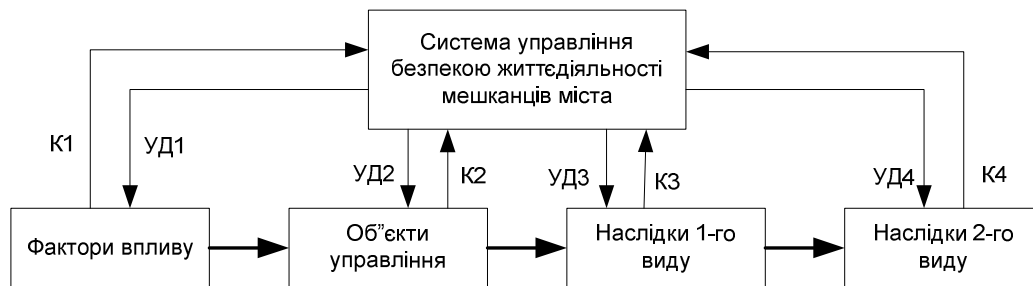 Система управління
безпекою життєдіяльності
мешканців міста
К1
УД1
УД2
К2
УД3
К3
УД4
К4
Фактори впливу
Об"єкти
управління
Наслідки 1-го
виду
Наслідки 2-го
виду